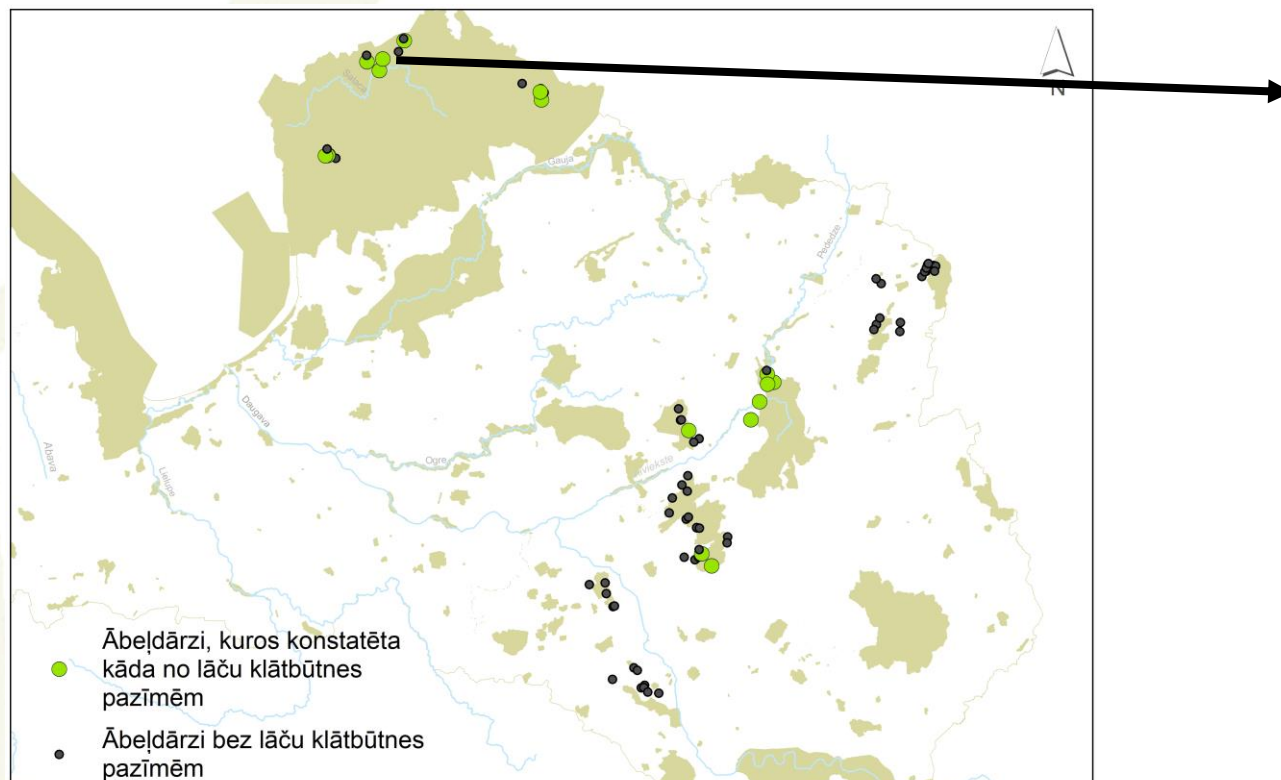 N
Salaca
Gauja
Pededze
Daugava
Abava
Lielupe
Ogre
Aiviekste
Ābeļdārzi, kuros konstatēta
kāda no lāču klātbūtnes
pazīmēm
Ābeļdārzi bez lāču klātbūtnes
pazīmēm